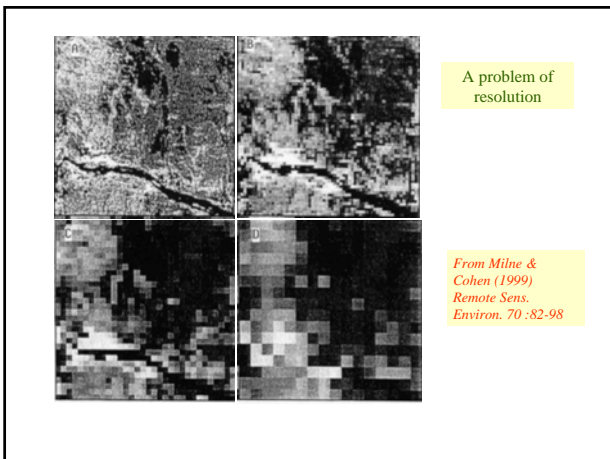 A
B
A problem of
resolution
C
D
From Milne &
Cohen (1999)
Remote Sens.
Environ. 70 :82-98